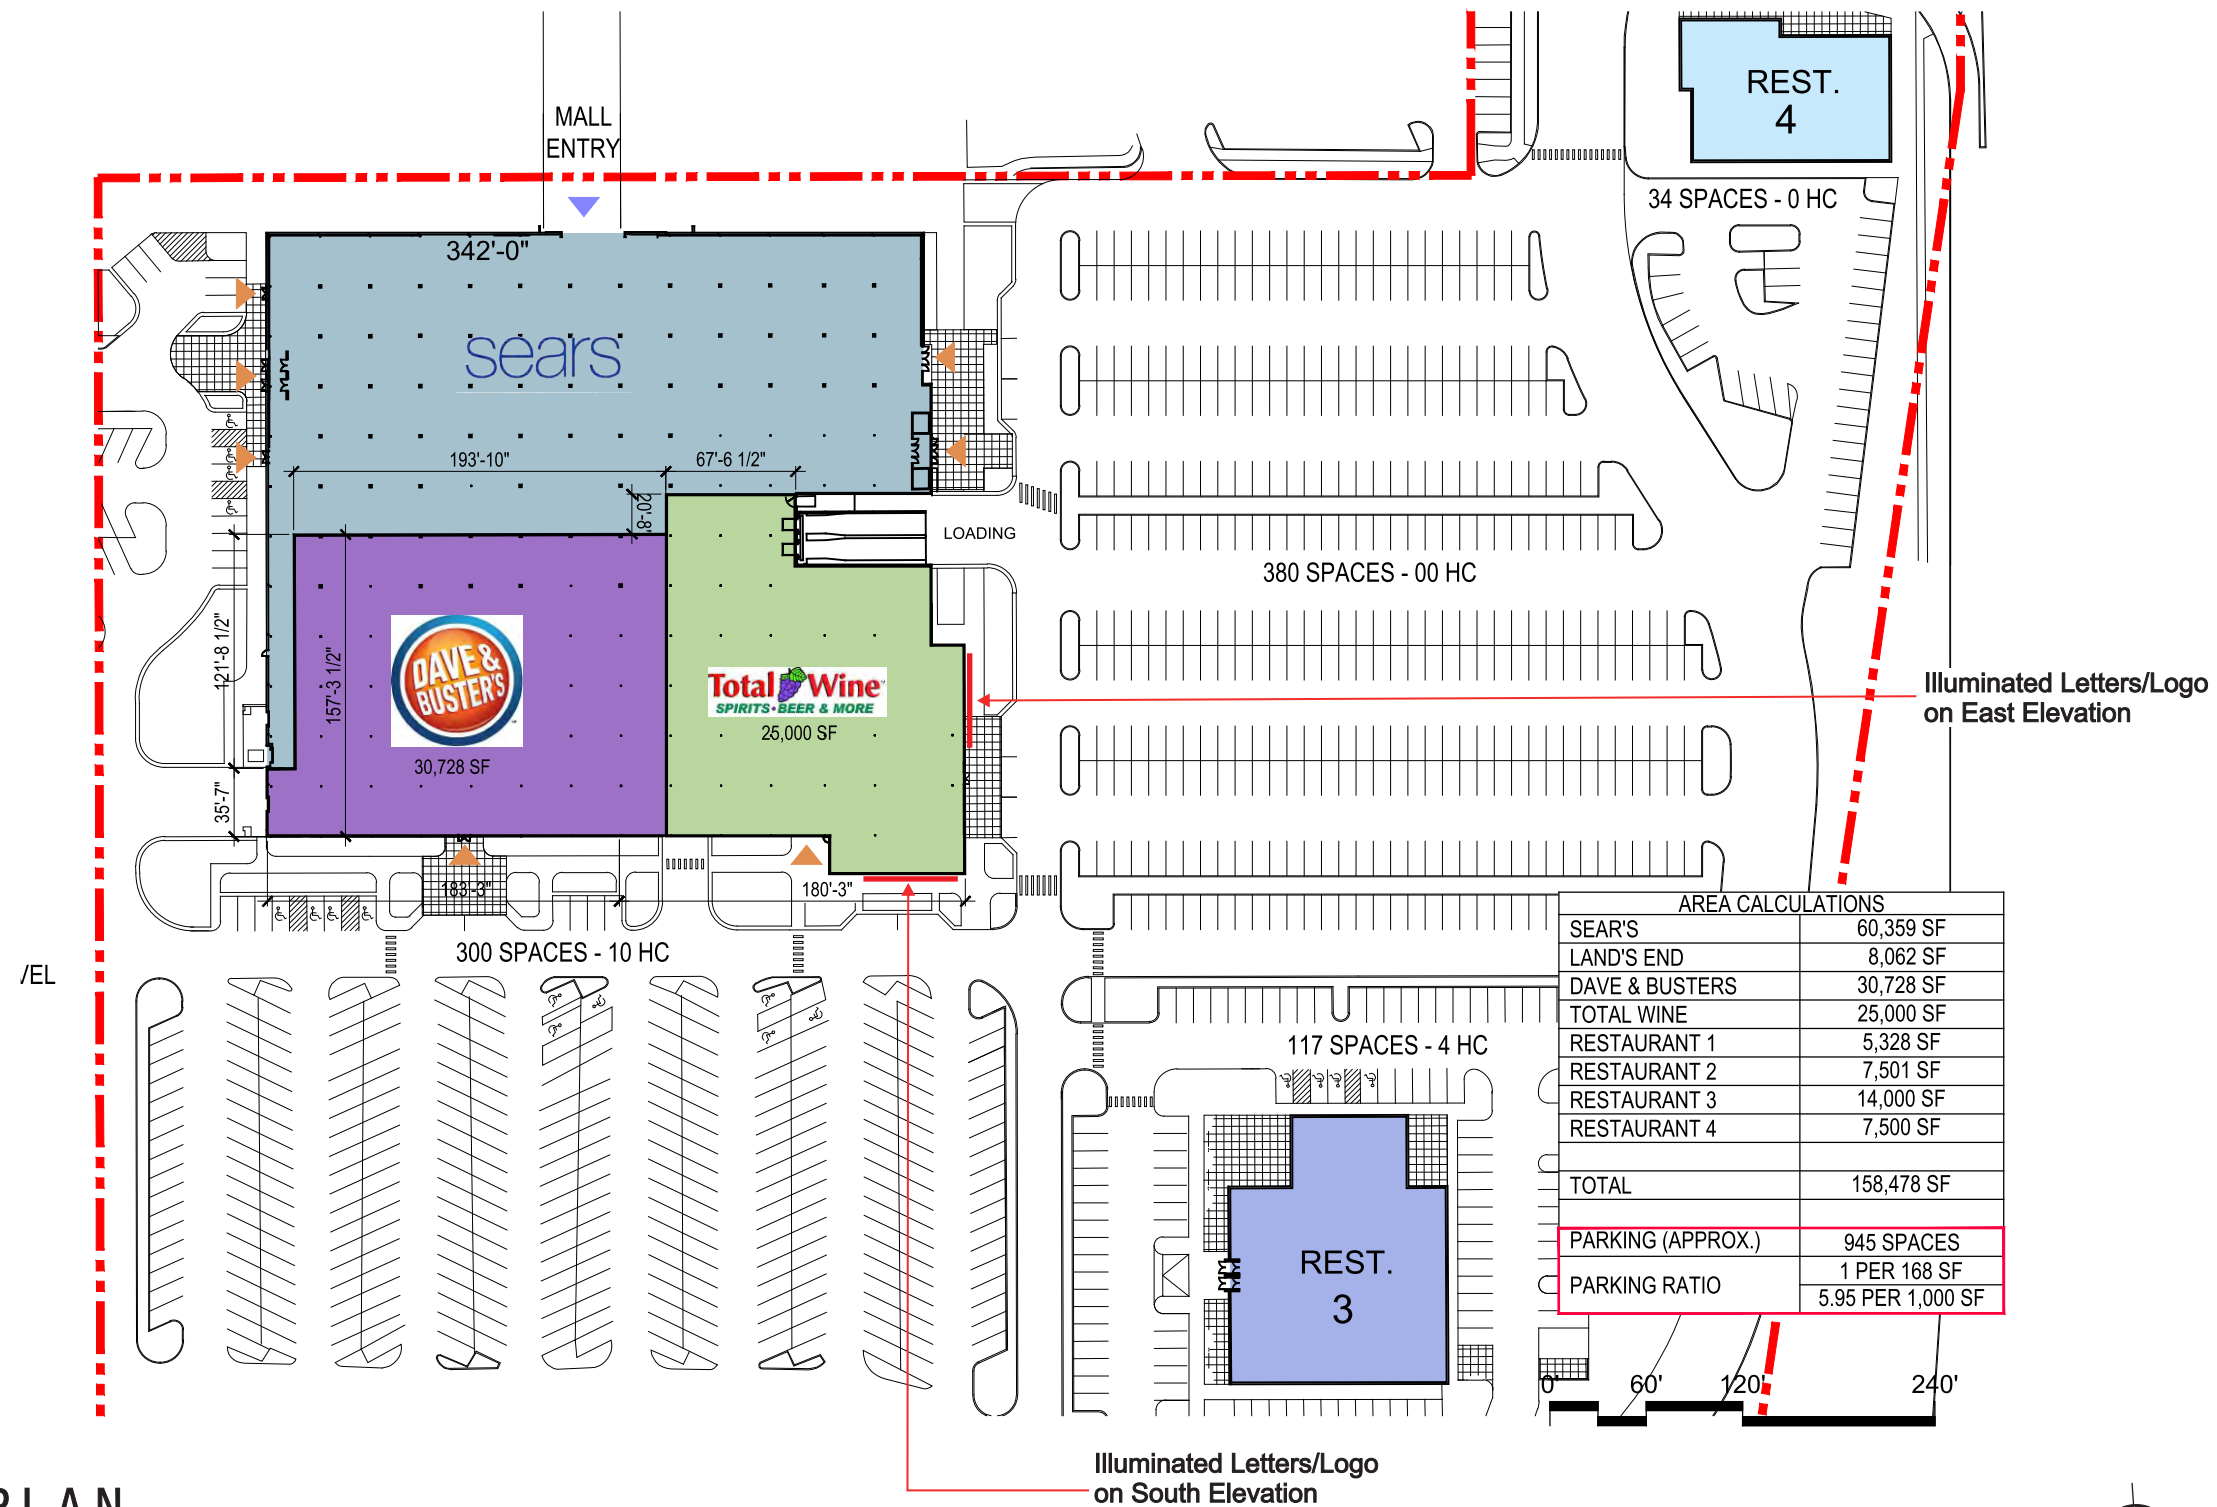 MALL
ENTRY
REST.
4
34 SPACES - 0 HC
342'-0"
sears
193'-10"
67'-6 1/2"
20'-8"
LOADING
380 SPACES - 00 HC
121'-8 1/2"
157'-3 1/2"
DAVE &
BUSTER'S
30,728 SF
Total Wine
SPIRITS•BEER & MORE
25,000 SF
Illuminated Letters/Logo
on East Elevation
35'-7"
183'-3"
180'-3"
300 SPACES - 10 HC
/EL
117 SPACES - 4 HC
REST.
3
AREA CALCULATIONS
SEAR'S 60,359 SF
LAND'S END 8,062 SF
DAVE & BUSTERS 30,728 SF
TOTAL WINE 25,000 SF
RESTAURANT 1 5,328 SF
RESTAURANT 2 7,501 SF
RESTAURANT 3 14,000 SF
RESTAURANT 4 7,500 SF
TOTAL 158,478 SF
PARKING (APPROX.) 945 SPACES
PARKING RATIO 1 PER 168 SF
5.95 PER 1,000 SF
0' 60' 120' 240'
Illuminated Letters/Logo
on South Elevation
PLAN